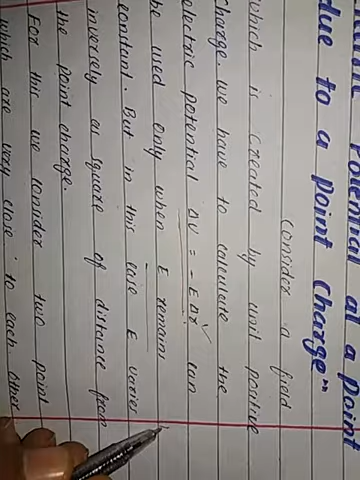 Potential at a point
due to a point charge:-
Consider a field
which is created by unit positive
charge we have to calculate the
electric potential ΔV = -EΔr can
be used only when E remains
constant. But in this case E varies
inversely as square of distance from
the point charge.
For this we consider two point
which are very close to each other